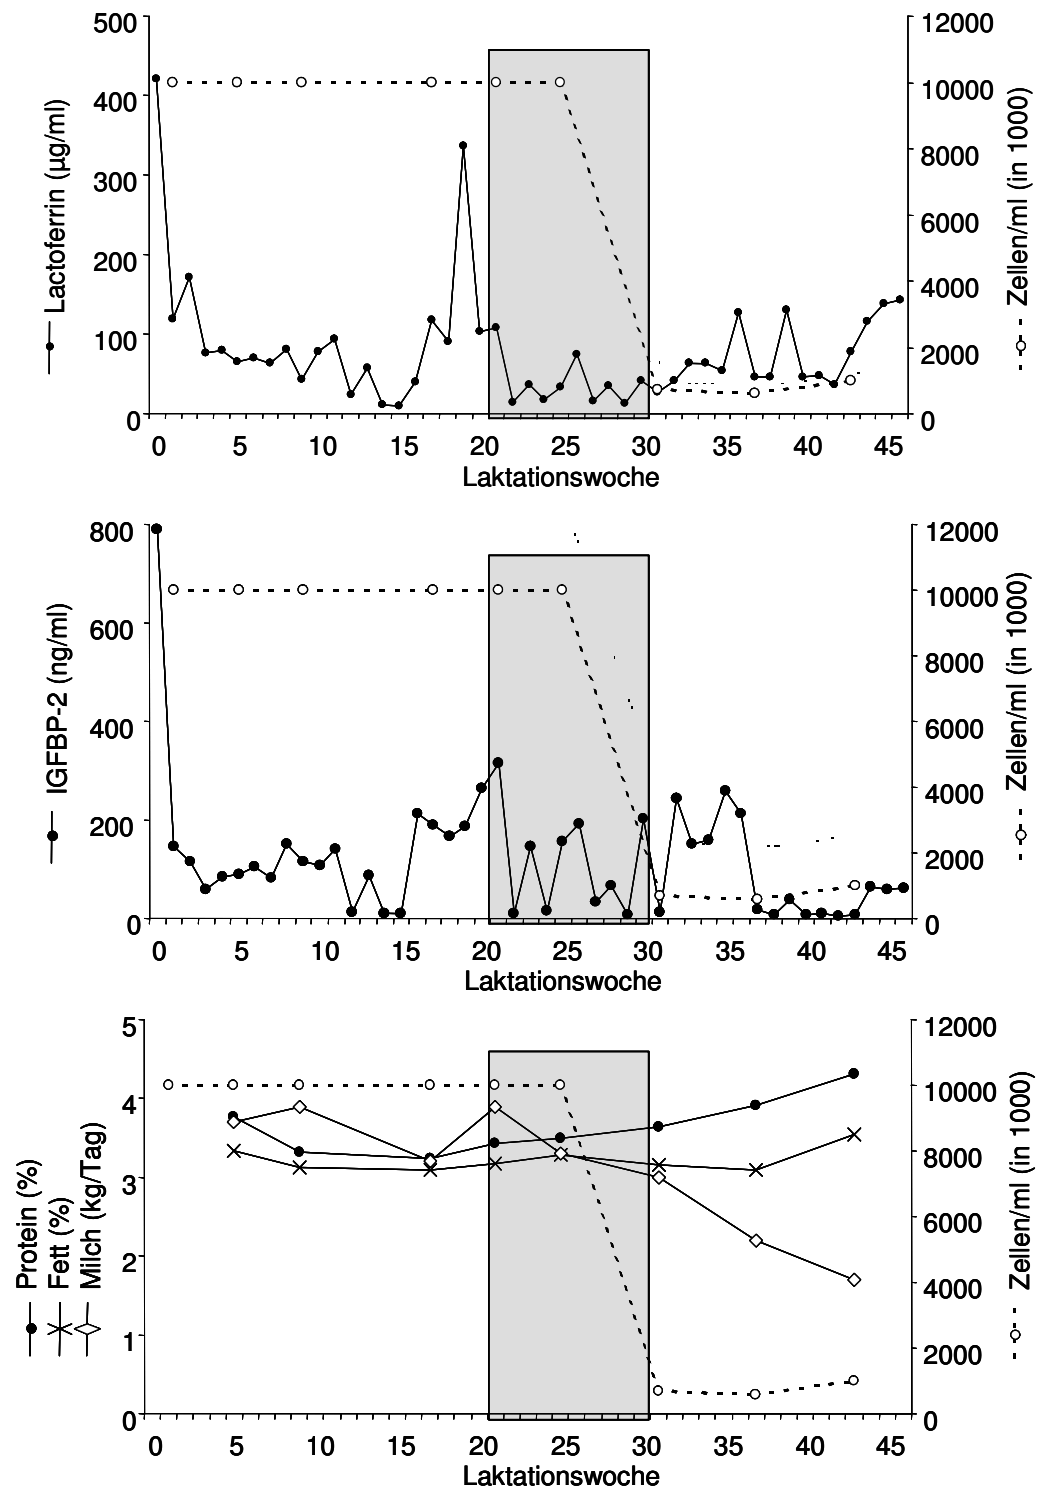 500
400
300
200
100
0
Lactoferrin (µg/ml)
12000
10000
8000
6000
4000
2000
0
Zellen/ml (in 1000)
0 5 10 15 20 25 30 35 40 45
Laktationswoche
800
600
400
200
0
IGFBP-2 (ng/ml)
12000
10000
8000
6000
4000
2000
0
Zellen/ml (in 1000)
0 5 10 15 20 25 30 35 40 45
Laktationswoche
5
4
3
2
1
0
Protein (%)
Fett (%)
Milch (kg/Tag)
12000
10000
8000
6000
4000
2000
0
Zellen/ml (in 1000)
0 5 10 15 20 25 30 35 40 45
Laktationswoche